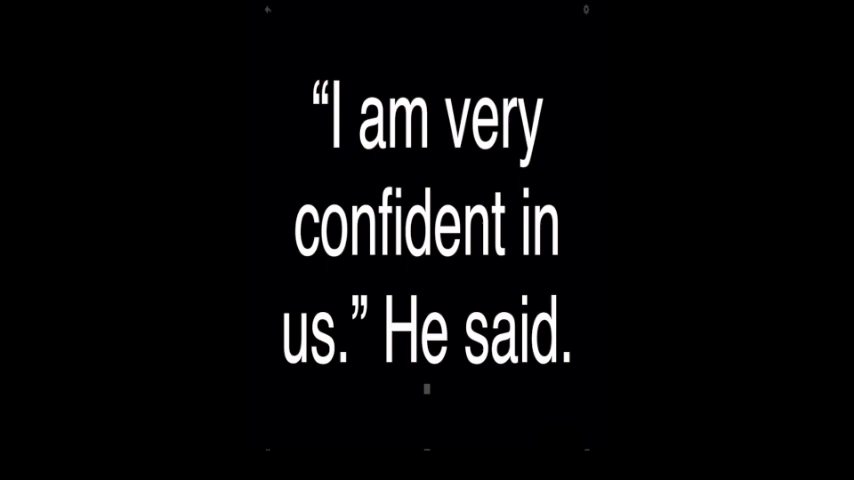 “I am very
confident in
us.” He said.